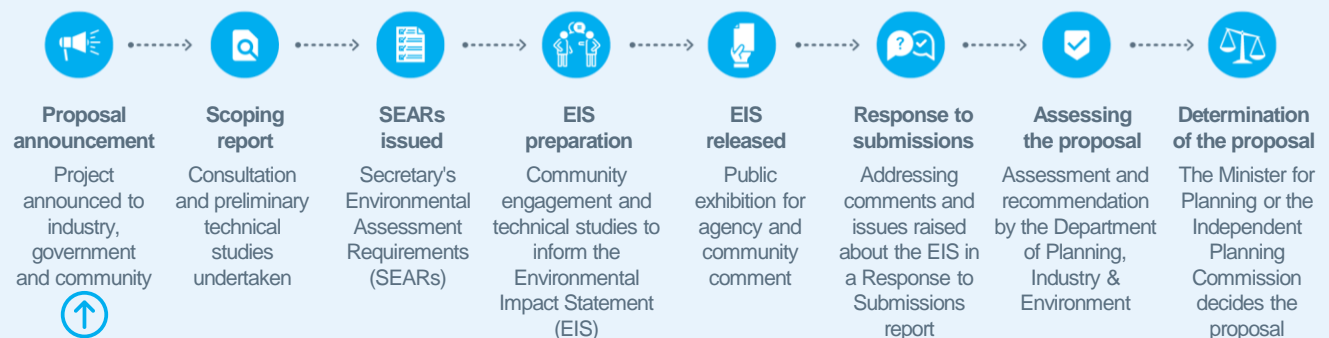 Proposal
announcement
Project
announced to
industry,
government
and community
Scoping
report
Consultation
and preliminary
technical
studies
undertaken
SEARs
issued
Secretary's
Environmental
Assessment
Requirements
(SEARs)
EIS
preparation
Community
engagement and
technical studies to
inform the
Environmental
Impact Statement
(EIS)
EIS
released
Public
exhibition for
agency and
community
comment
Response to
submissions
Addressing
comments and
issues raised
about the EIS in
a Response to
Submissions
report
Assessing
the proposal
Assessment and
recommendation
by the Department
of Planning,
Industry &
Environment
Determination
of the proposal
The Minister for
Planning or the
Independent
Planning
Commission
decides the
proposal